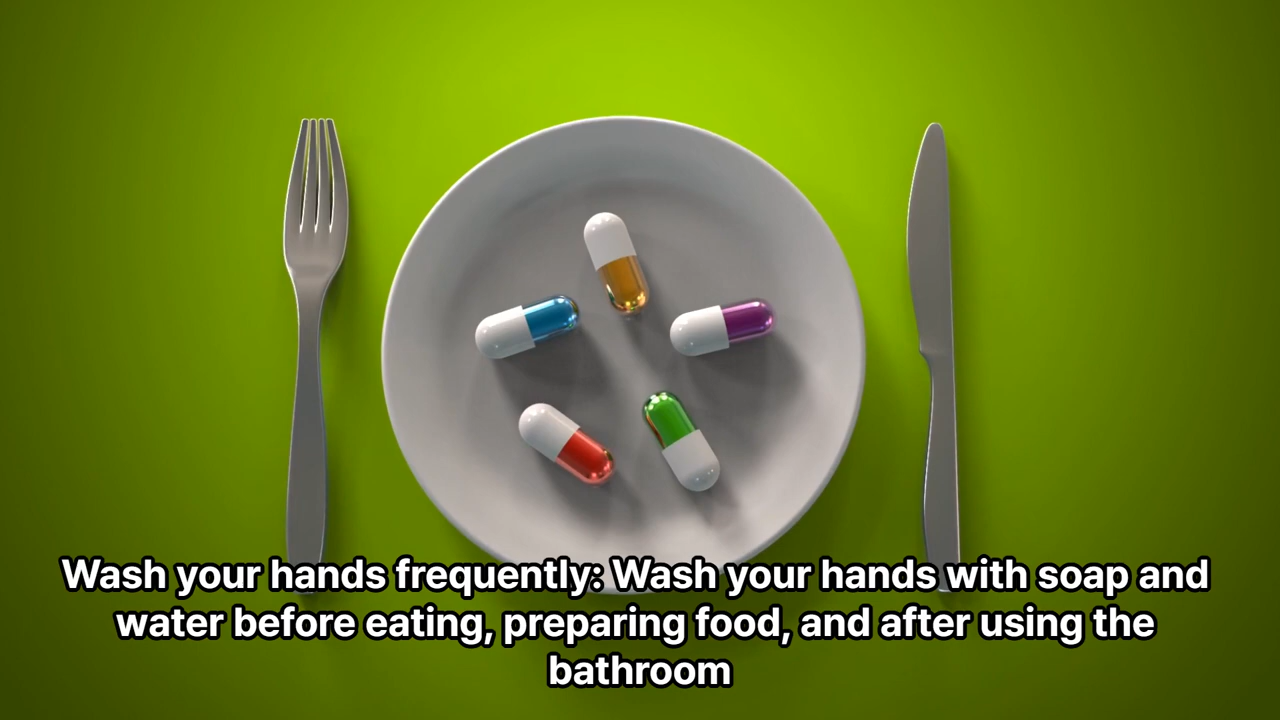 Wash your hands frequently: Wash your hands with soap and
water before eating, preparing food, and after using the
bathroom